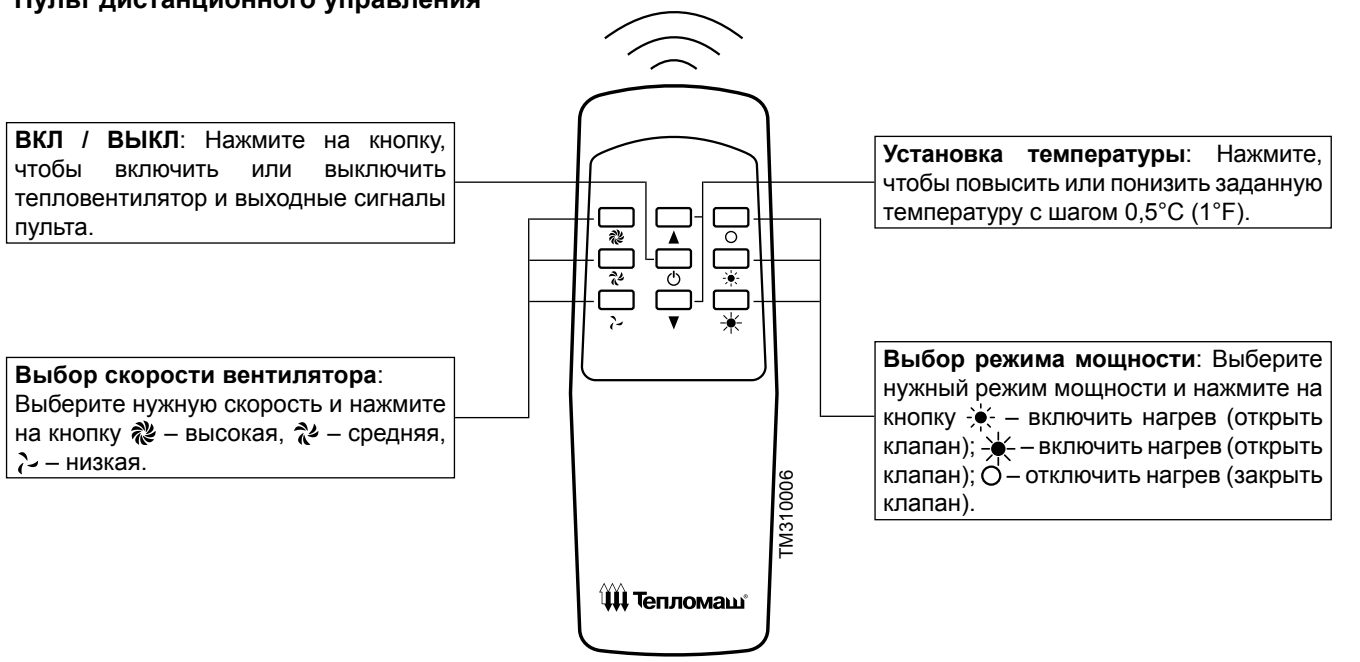 Пульт дистанционного управления
ВКЛ / ВЫКЛ: Нажмите на кнопку,
чтобы включить или выключить
тепловентилятор и выходные сигналы
пульта.
Установка температуры: Нажмите,
чтобы повысить или понизить заданную
температуру с шагом 0,5°C (1°F).
Выбор скорости вентилятора:
Выберите нужную скорость и нажмите
на кнопку – высокая, – средняя,
– низкая.
Выбор режима мощности: Выберите
нужный режим мощности и нажмите на
кнопку – включить нагрев (открыть
клапан); – включить нагрев (открыть
клапан); – отключить нагрев (закрыть
клапан).
TM310006
Тепломаш®